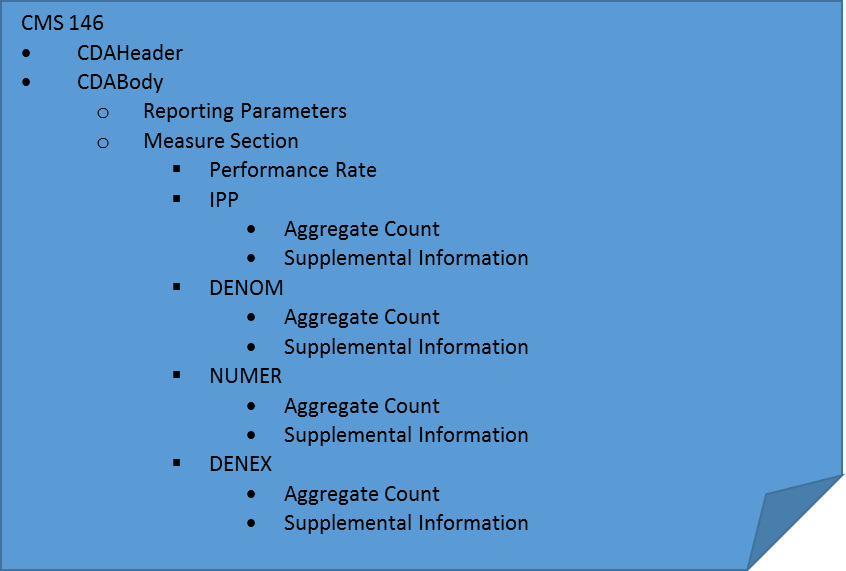 CMS 146
• CDAHeader
• CDABody
o Reporting Parameters
o Measure Section
▪ Performance Rate
▪ IPP
• Aggregate Count
• Supplemental Information
▪ DENOM
• Aggregate Count
• Supplemental Information
▪ NUMER
• Aggregate Count
• Supplemental Information
▪ DENEX
• Aggregate Count
• Supplemental Information